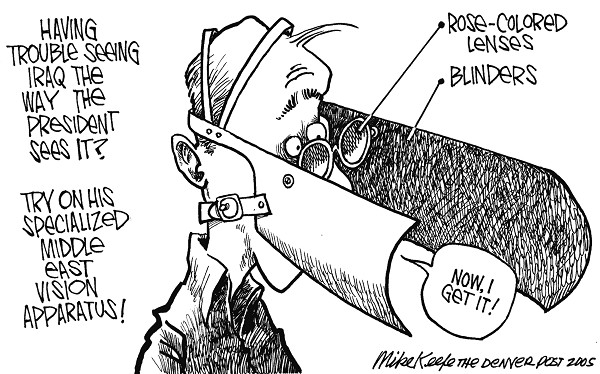 HAVING
TROUBLE SEEING
IRAQ THE
WAY THE
PRESIDENT
SEES IT?
TRY ON HIS
SPECIALIZED
MIDDLE
EAST
VISION
APPARATUS!
ROSE-COLORED
LENSES
BLINDERS
NOW, I
GET IT!
Mike Keefe THE DENVER POST 2005